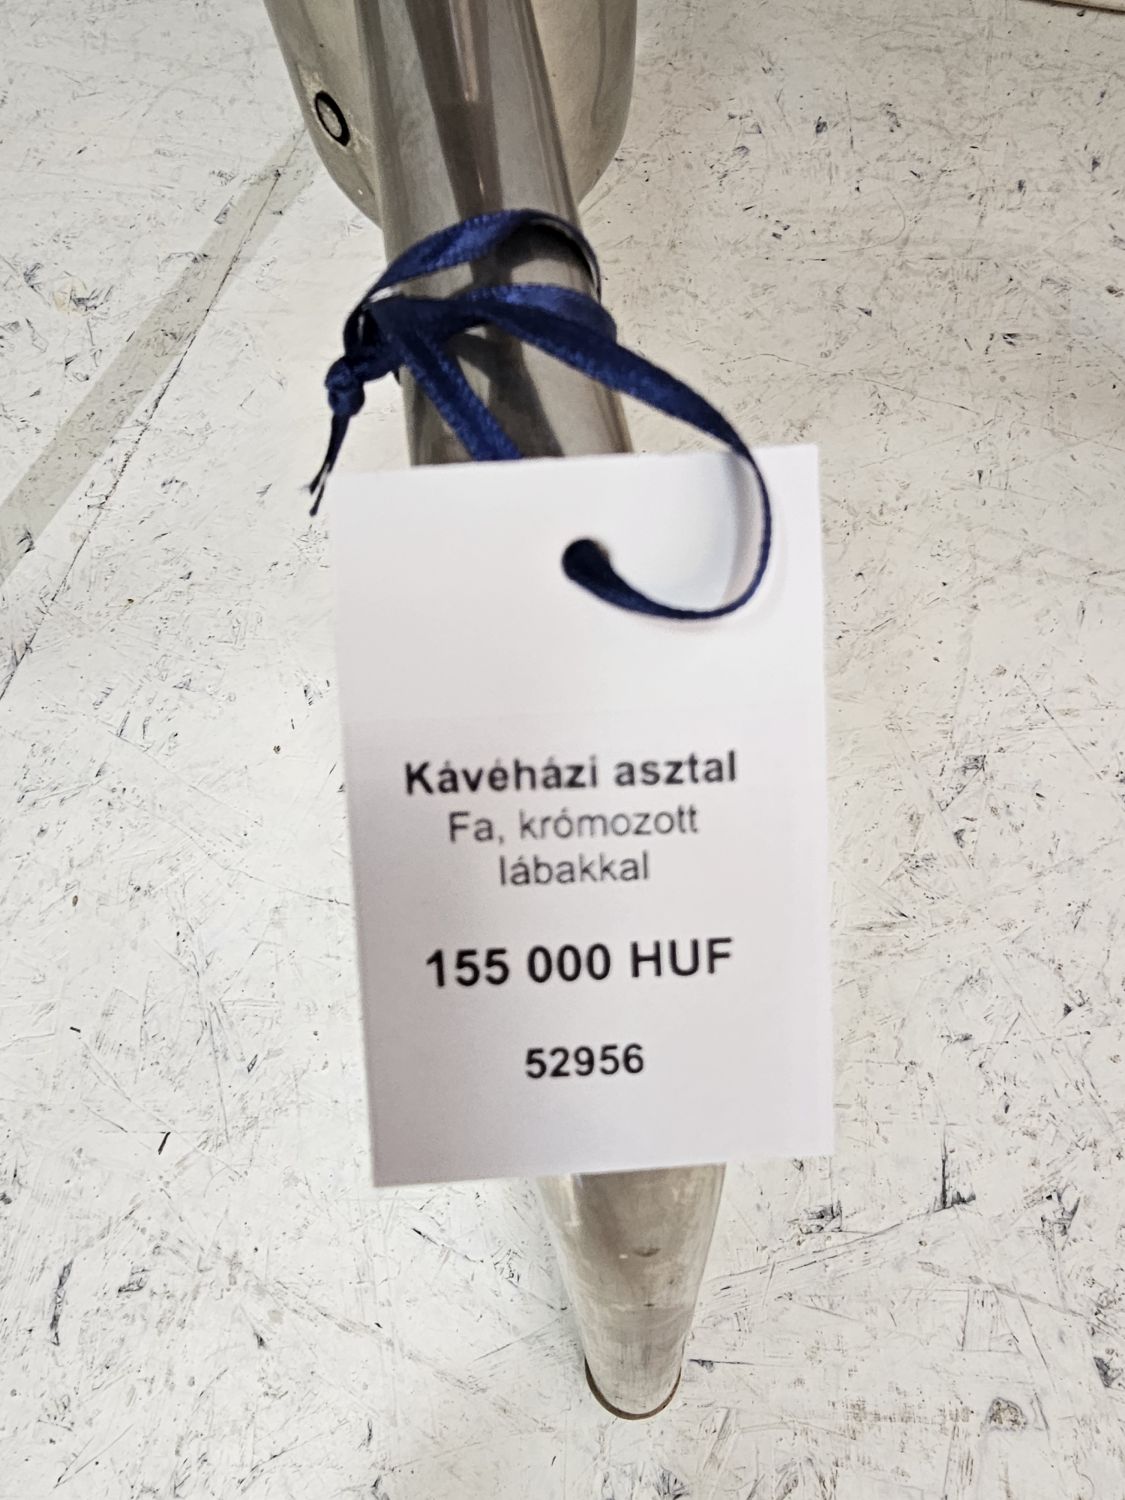 Kávéházi asztal
Fa, krómozott
lábakkal
155 000 HUF
52956